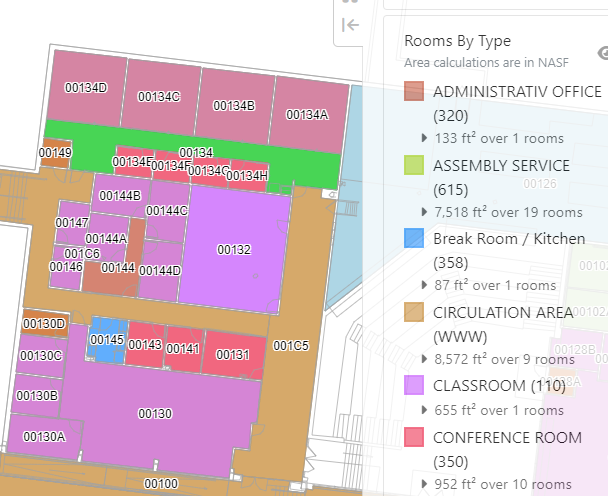 Rooms By Type
Area calculations are in NASF
ADMINISTRATIV OFFICE
(320)
133 ft² over 1 rooms
ASSEMBLY SERVICE
(615)
7,518 ft² over 19 rooms
Break Room / Kitchen
(358)
87 ft² over 1 rooms
CIRCULATION AREA
(WWW)
8,572 ft² over 9 rooms
CLASSROOM (110)
655 ft² over 1 rooms
CONFERENCE ROOM
(350)
952 ft² over 10 rooms
00134D
00134C
00134B
00134A
00149
00134
00134E
00134F
00134G
00134H
00126
00144B
00144C
00147
00144A
001C6
00146
00144
00144D
00132
00130D
00145
00143
00141
00131
001C5
00130C
00130B
00130
00130A
00100
00128B